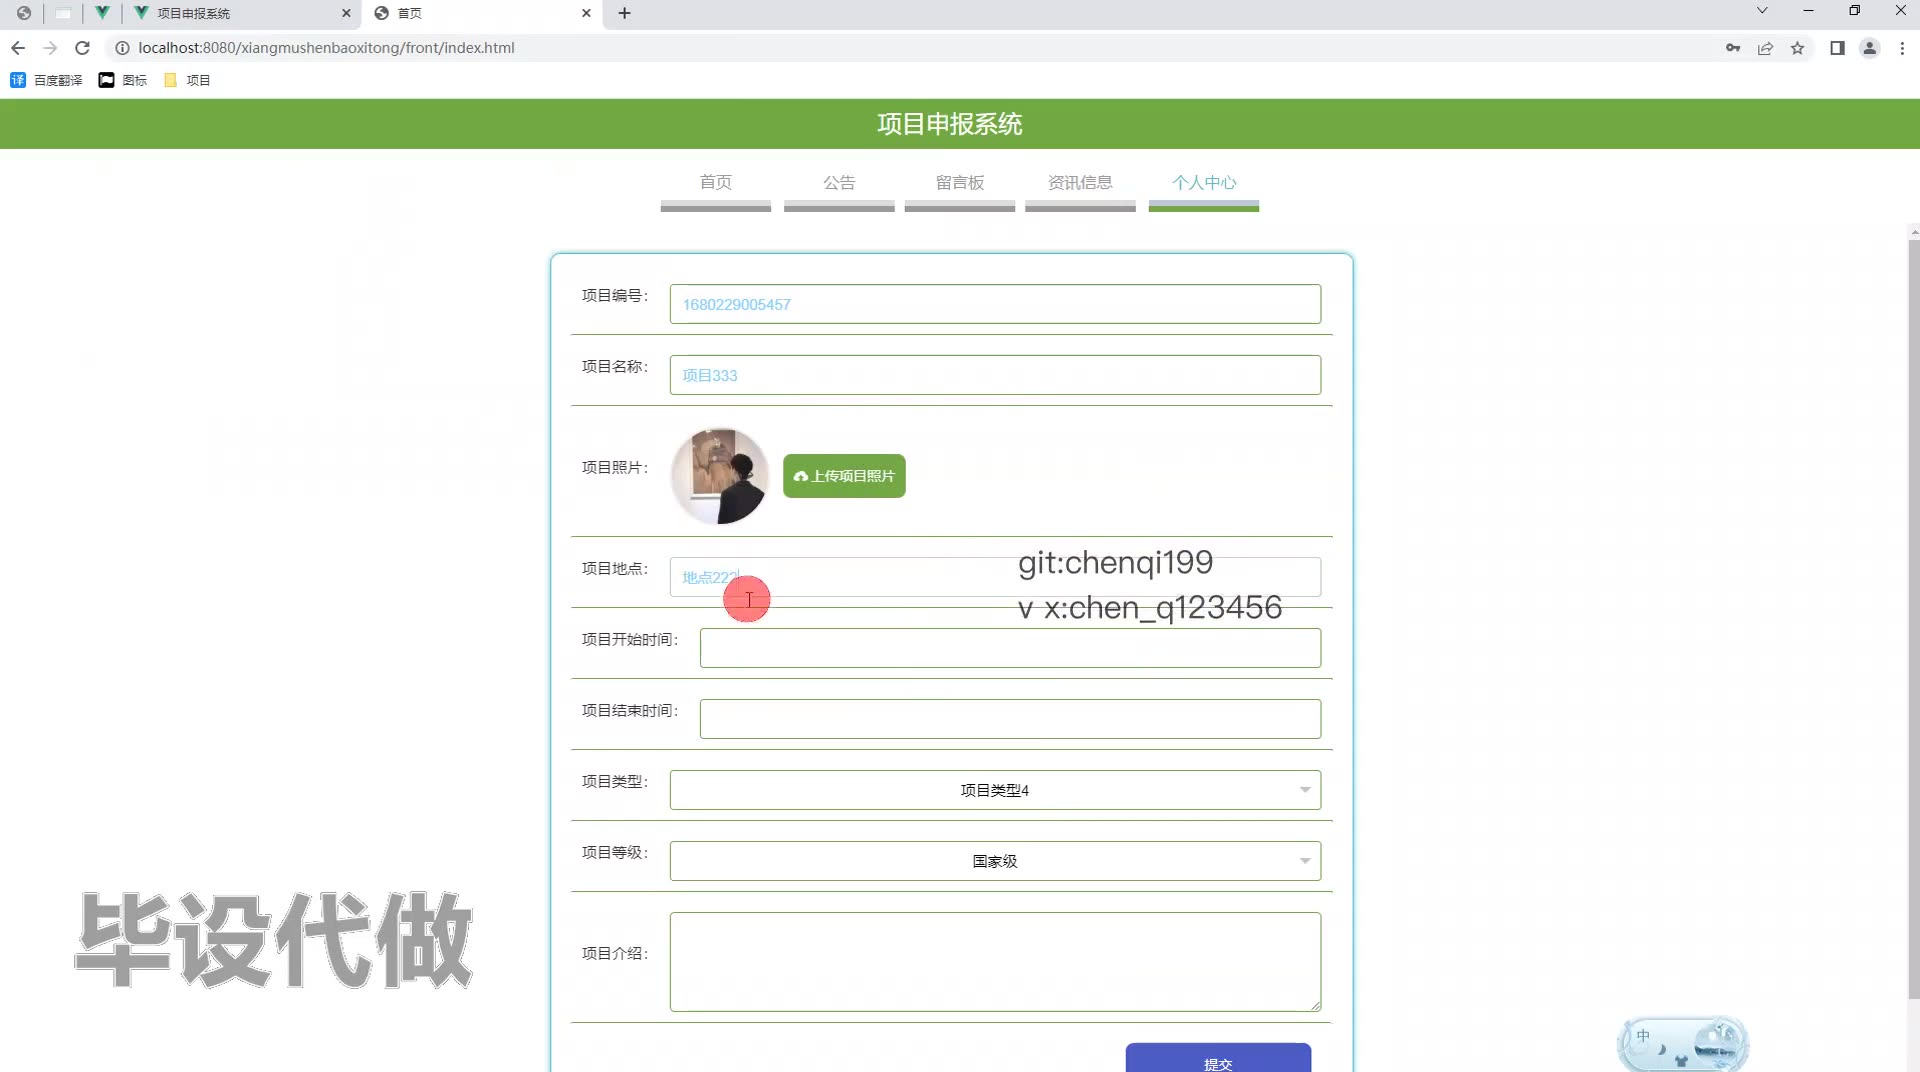 项目申报系统
首页
localhost:8080/xiangmushenbaoxitong/front/index.html
译 百度翻译
图标
项目
项目申报系统
首页
公告
留言板
资讯信息
个人中心
项目编号：
1680229005457
项目名称：
项目333
项目照片：
上传项目照片
项目地点：
地点222
git:chenqi199
v x:chen_q123456
项目开始时间：
项目结束时间：
项目类型：
项目类型4
项目等级：
国家级
项目介绍：
毕设代做
中
提交